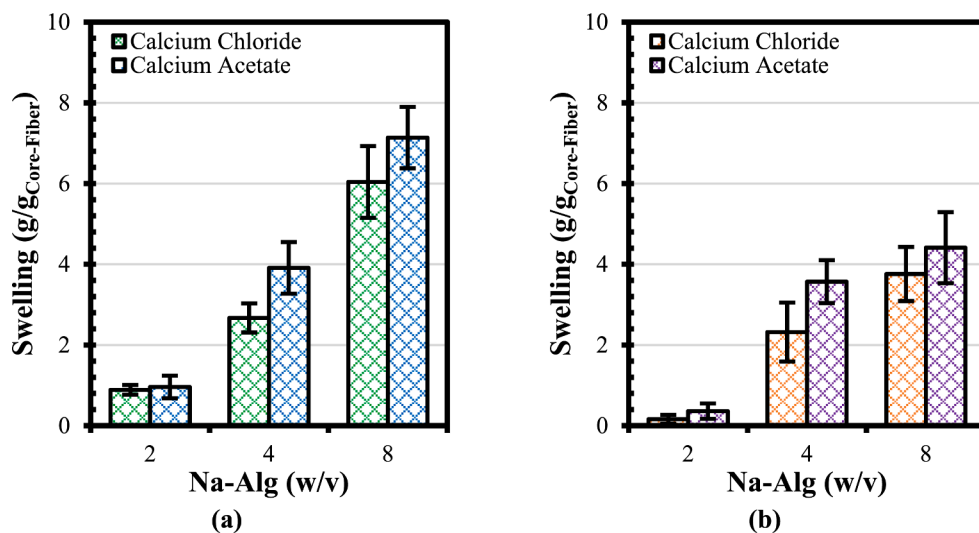 10
8
6
4
2
0
Swelling (g/gCore-Fiber)
Calcium Chloride
Calcium Acetate
2
4
8
Na-Alg (w/v)
(a)
10
8
6
4
2
0
Swelling (g/gCore-Fiber)
Calcium Chloride
Calcium Acetate
2
4
8
Na-Alg (w/v)
(b)